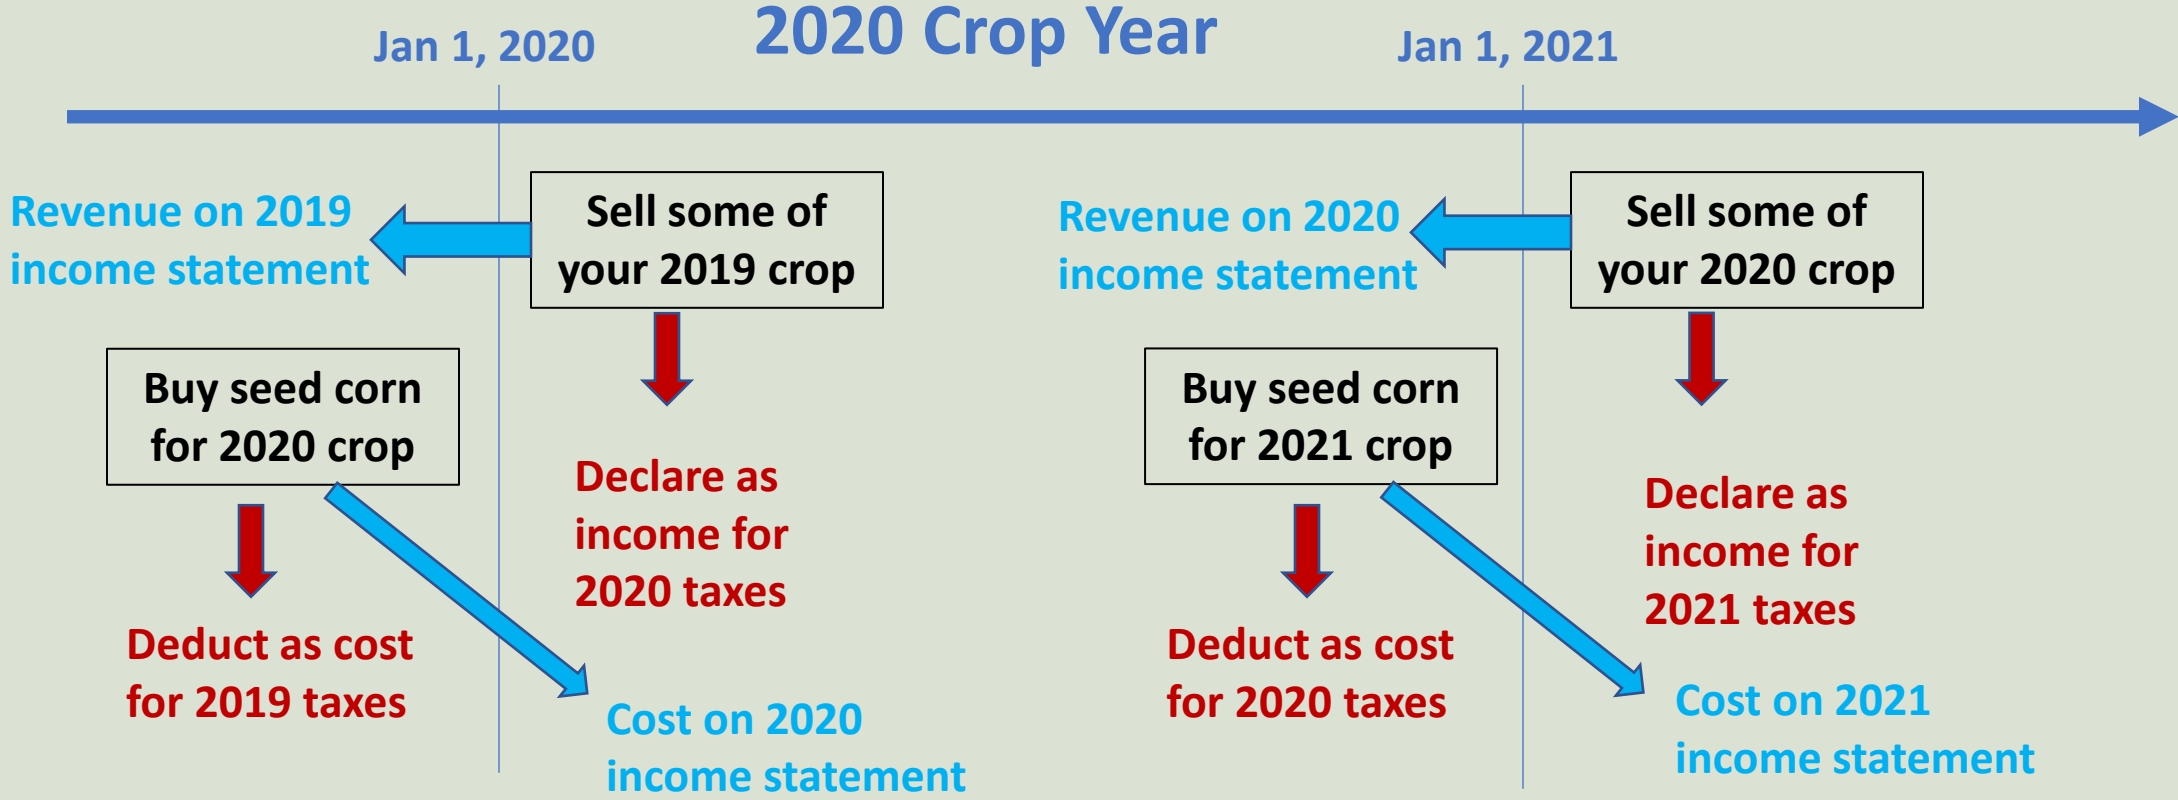 2020 Crop Year
Jan 1, 2020
Jan 1, 2021
Revenue on 2019
income statement
Sell some of
your 2019 crop
Revenue on 2020
income statement
Sell some of
your 2020 crop
Buy seed corn
for 2020 crop
Declare as
income for
2020 taxes
Buy seed corn
for 2021 crop
Declare as
income for
2021 taxes
Deduct as cost
for 2019 taxes
Cost on 2020
income statement
Deduct as cost
for 2020 taxes
Cost on 2021
income statement